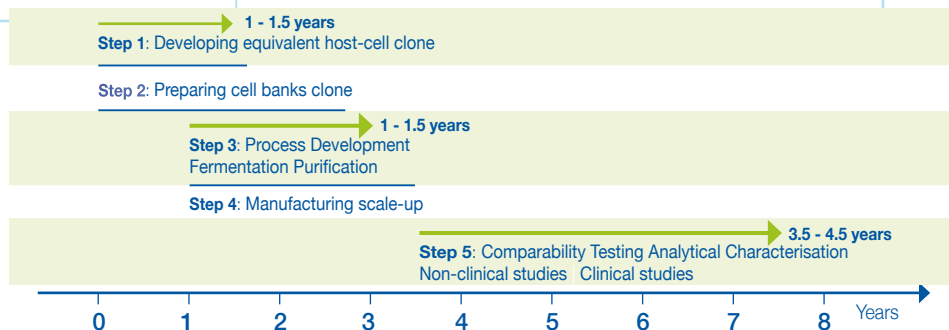 1 - 1.5 years
Step 1: Developing equivalent host-cell clone
Step 2: Preparing cell banks clone
1 - 1.5 years
Step 3: Process Development
Fermentation Purification
Step 4: Manufacturing scale-up
3.5 - 4.5 years
Step 5: Comparability Testing Analytical Characterisation
Non-clinical studies Clinical studies
0 1 2 3 4 5 6 7 8 Years